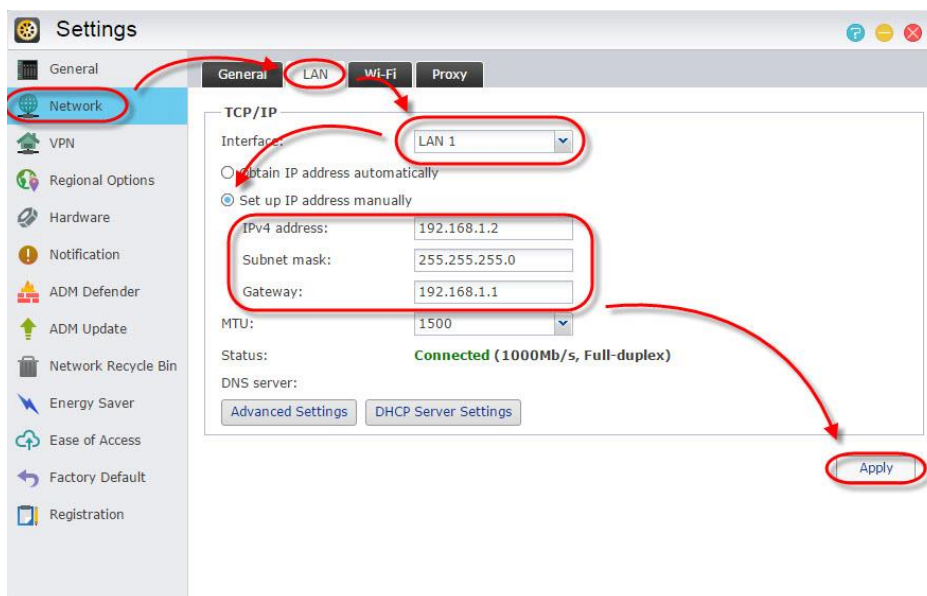 Settings
General
Network
VPN
Regional Options
Hardware
Notification
ADM Defender
ADM Update
Network Recycle Bin
Energy Saver
Ease of Access
Factory Default
Registration
General LAN Wi-Fi Proxy
TCP/IP
Interface: LAN 1
Obtain IP address automatically
Set up IP address manually
IPv4 address: 192.168.1.2
Subnet mask: 255.255.255.0
Gateway: 192.168.1.1
MTU: 1500
Status: Connected (1000Mb/s, Full-duplex)
DNS server:
Advanced Settings DHCP Server Settings
Apply